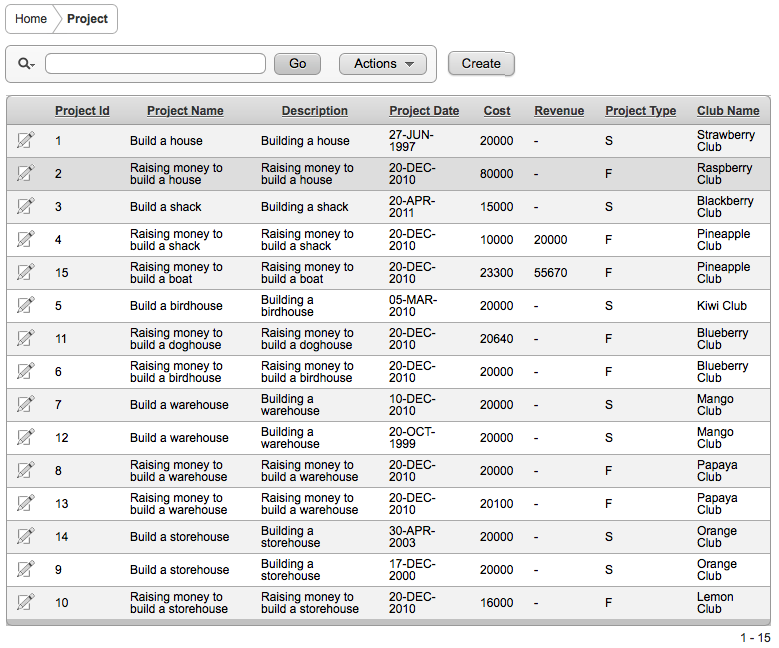 Home Project
Go Actions Create
Project Id Project Name Description Project Date Cost Revenue Project Type Club Name
1 Build a house Building a house 27-JUN-1997 20000 - S Strawberry Club
2 Raising money to build a house Raising money to build a house 20-DEC-2010 80000 - F Raspberry Club
3 Build a shack Building a shack 20-APR-2011 15000 - S Blackberry Club
4 Raising money to build a shack Raising money to build a shack 20-DEC-2010 10000 20000 F Pineapple Club
15 Raising money to build a boat Raising money to build a boat 20-DEC-2010 23300 55670 F Pineapple Club
5 Build a birdhouse Building a birdhouse 05-MAR-2010 20000 - S Kiwi Club
11 Raising money to build a doghouse Raising money to build a doghouse 20-DEC-2010 20640 - F Blueberry Club
6 Raising money to build a birdhouse Raising money to build a birdhouse 20-DEC-2010 20000 - F Blueberry Club
7 Build a warehouse Building a warehouse 10-DEC-2010 20000 - S Mango Club
12 Build a warehouse Building a warehouse 20-OCT-1999 20000 - S Mango Club
8 Raising money to build a warehouse Raising money to build a warehouse 20-DEC-2010 20000 - F Papaya Club
13 Raising money to build a warehouse Raising money to build a warehouse 20-DEC-2010 20100 - F Papaya Club
14 Build a storehouse Building a storehouse 30-APR-2003 20000 - S Orange Club
9 Build a storehouse Building a storehouse 17-DEC-2000 20000 - S Orange Club
10 Raising money to build a storehouse Raising money to build a storehouse 20-DEC-2010 16000 - F Lemon Club
1 - 15